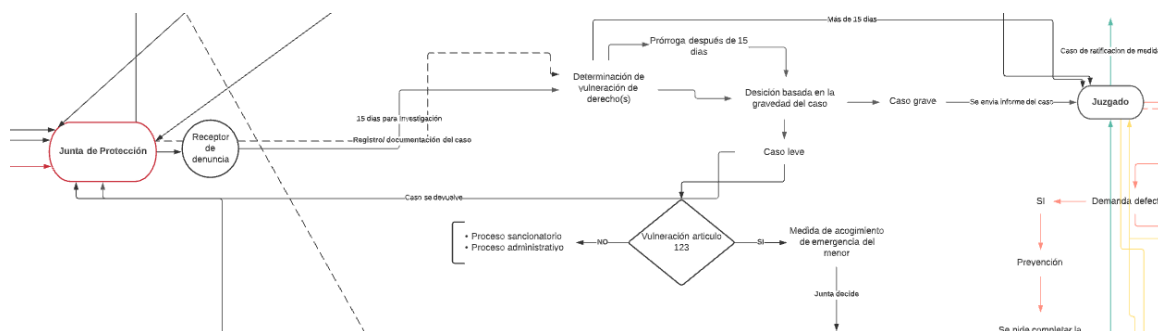 Más de 15 días
Prórroga después de 15
días
Caso de ratificación de medida
Determinación de
vulneración de
derecho(s)
Desición basada en la
gravedad del caso
Caso grave
Se envía informe del caso
Juzgado
15 días para investigación
Registro/ documentación del caso
Junta de Protección
Receptor
de
denuncia
Caso leve
Caso se devuelve
SI
Demanda defect
• Proceso sancionatorio
• Proceso administrativo
NO
Vulneración articulo
123
SI
Medida de acogimiento
de emergencia del
menor
Prevención
Junta decide
Se pide completar la